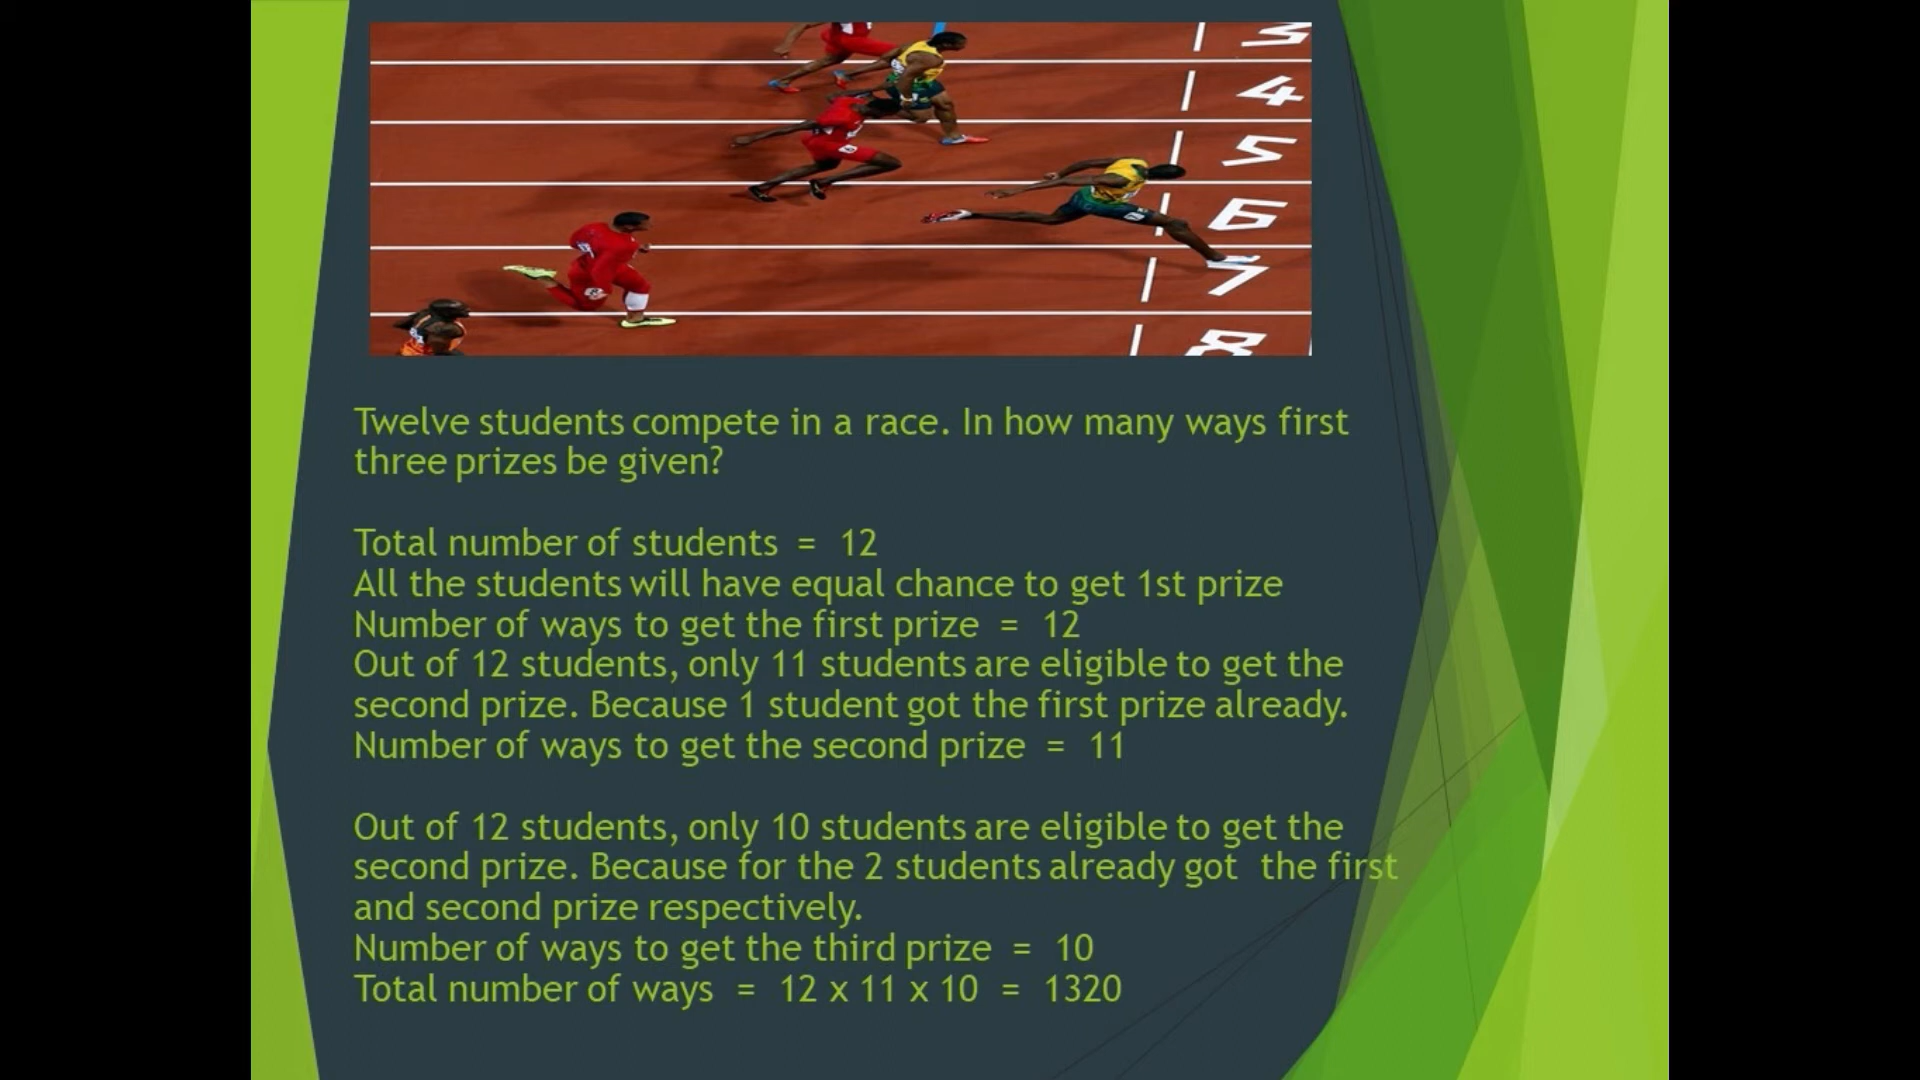 3
4
5
6
7
8
Twelve students compete in a race. In how many ways first
three prizes be given?
Total number of students = 12
All the students will have equal chance to get 1st prize
Number of ways to get the first prize = 12
Out of 12 students, only 11 students are eligible to get the
second prize. Because 1 student got the first prize already.
Number of ways to get the second prize = 11
Out of 12 students, only 10 students are eligible to get the
second prize. Because for the 2 students already got the first
and second prize respectively.
Number of ways to get the third prize = 10
Total number of ways = 12 x 11 x 10 = 1320